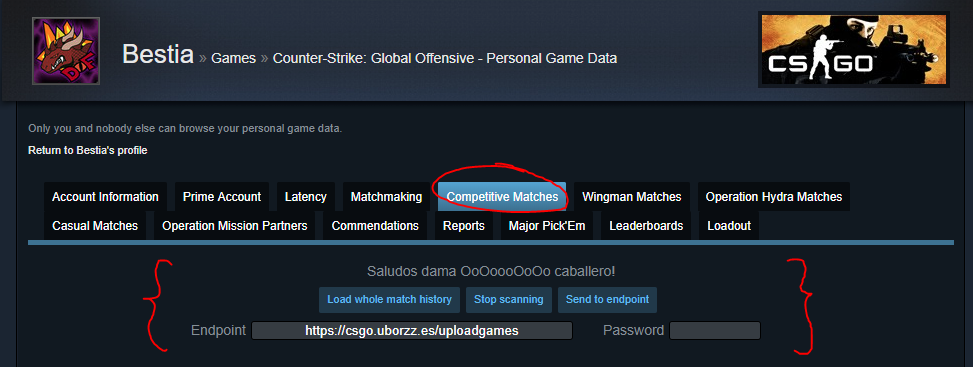 DOF
Bestia » Games » Counter-Strike: Global Offensive - Personal Game Data
CS GO
Only you and nobody else can browse your personal game data.
Return to Bestia's profile
Account Information Prime Account Latency Matchmaking Competitive Matches Wingman Matches Operation Hydra Matches
Casual Matches Operation Mission Partners Commendations Reports Major Pick'Em Leaderboards Loadout
Saludos dama OoOoooOoOo caballero!
Load whole match history Stop scanning Send to endpoint
Endpoint https://csgo.uborzz.es/uploadgames Password